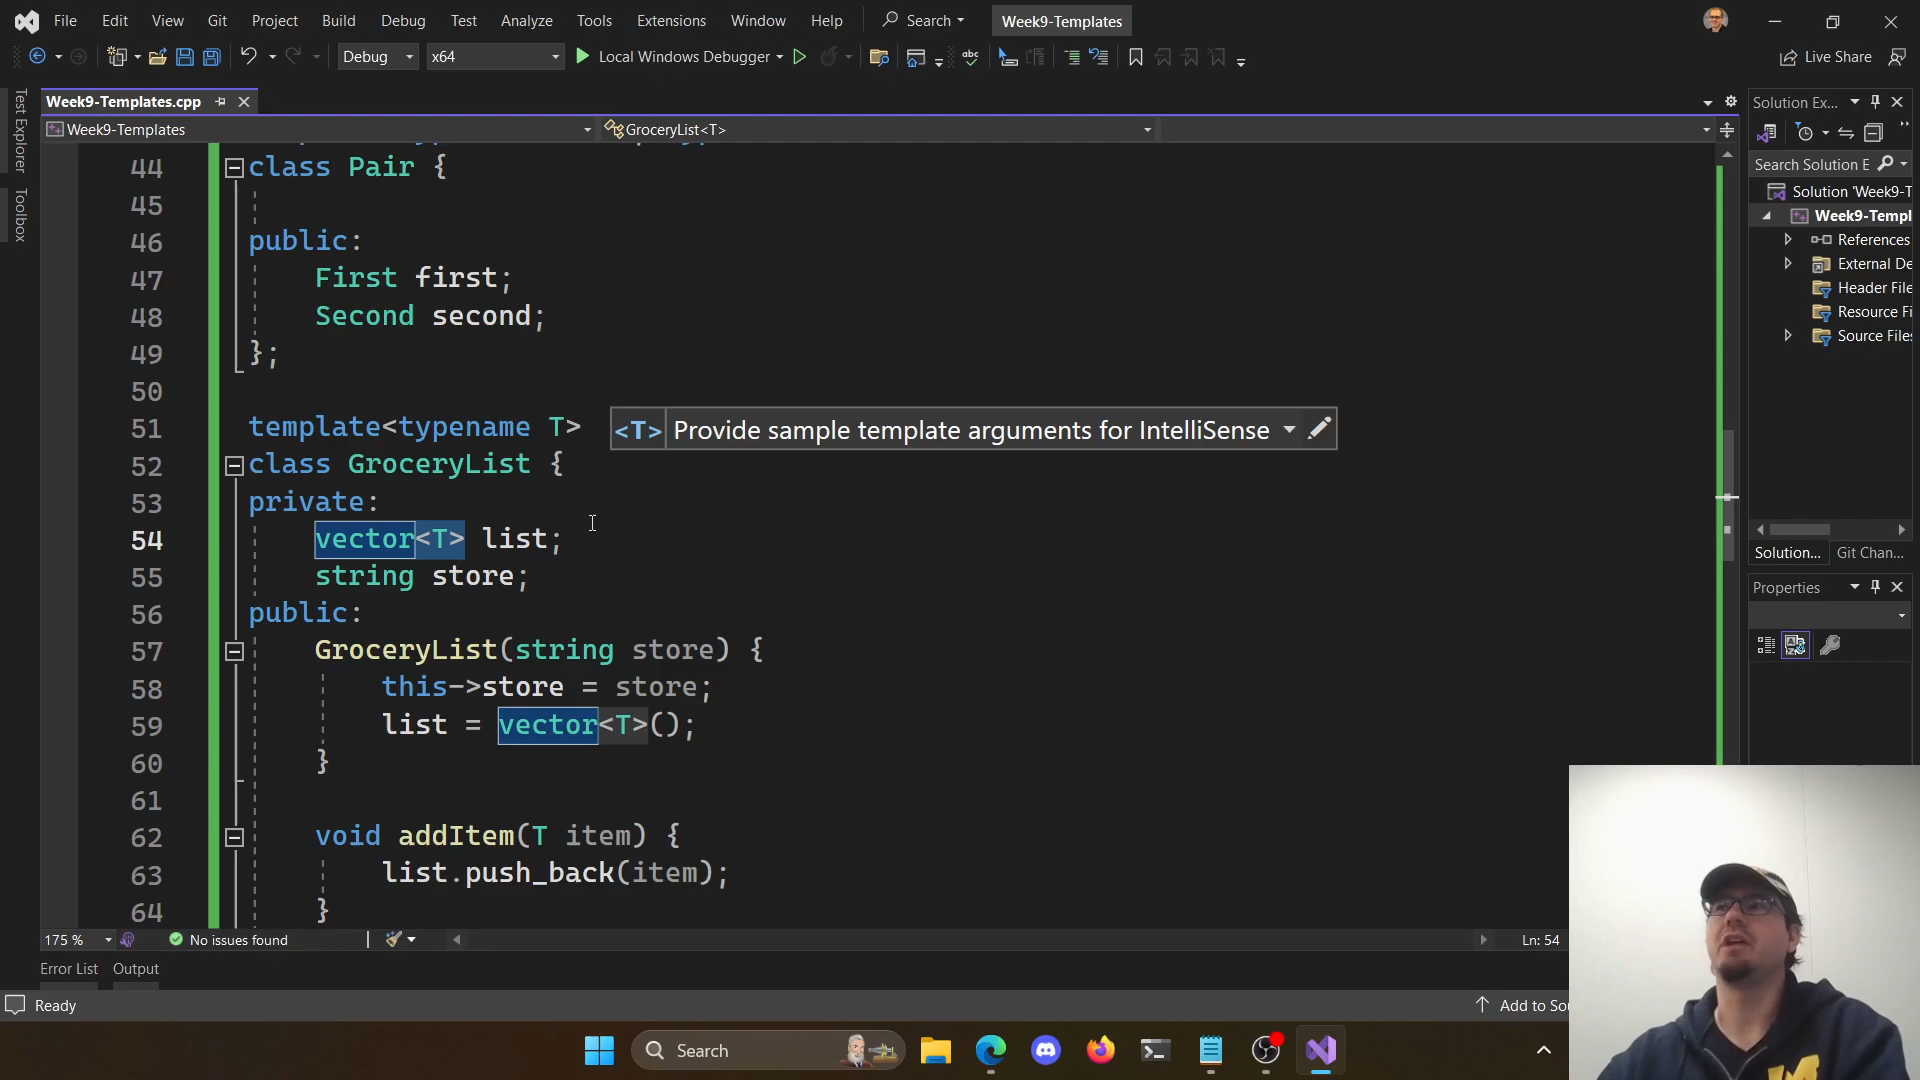 File Edit View Git Project Build Debug Test Analyze Tools Extensions Window Help Search Week9-Templates
Debug x64 Local Windows Debugger Live Share
Week9-Templates.cpp
Week9-Templates GroceryList<T>
Test Explorer
Toolbox
44 class Pair {
45
46 public:
47 First first;
48 Second second;
49 };
50
51 template<typename T> <T> Provide sample template arguments for IntelliSense
52 class GroceryList {
53 private:
54 vector<T> list;
55 string store;
56 public:
57 GroceryList(string store) {
58 this->store = store;
59 list = vector<T>();
60 }
61
62 void addItem(T item) {
63 list.push_back(item);
64 }
175 % No issues found Ln: 54
Error List Output
Ready Add to Sou
Solution Ex...
Search Solution E
Solution 'Week9-T
Week9-Templ
References
External De
Header File
Resource Fi
Source Files
Solution... Git Chan...
Properties
Search